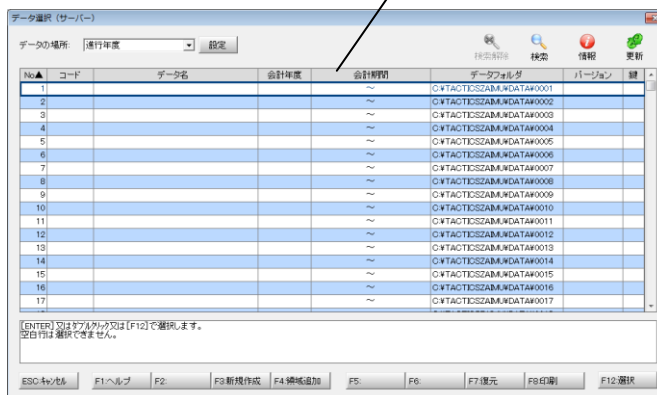 データ選択（サーバー）
データの場所: 進行年度 設定 検索解除 検索 情報 更新
No▲ コード データ名 会計年度 会計期間 データフォルダ バージョン 鍵
1 ～ C:¥TACTICSZAIMU¥DATA¥0001
2 ～ C:¥TACTICSZAIMU¥DATA¥0002
3 ～ C:¥TACTICSZAIMU¥DATA¥0003
4 ～ C:¥TACTICSZAIMU¥DATA¥0004
5 ～ C:¥TACTICSZAIMU¥DATA¥0005
6 ～ C:¥TACTICSZAIMU¥DATA¥0006
7 ～ C:¥TACTICSZAIMU¥DATA¥0007
8 ～ C:¥TACTICSZAIMU¥DATA¥0008
9 ～ C:¥TACTICSZAIMU¥DATA¥0009
10 ～ C:¥TACTICSZAIMU¥DATA¥0010
11 ～ C:¥TACTICSZAIMU¥DATA¥0011
12 ～ C:¥TACTICSZAIMU¥DATA¥0012
13 ～ C:¥TACTICSZAIMU¥DATA¥0013
14 ～ C:¥TACTICSZAIMU¥DATA¥0014
15 ～ C:¥TACTICSZAIMU¥DATA¥0015
16 ～ C:¥TACTICSZAIMU¥DATA¥0016
17 ～ C:¥TACTICSZAIMU¥DATA¥0017
[ENTER]又はダブルクリック又は[F12]で選択します。
空白行は選択できません。
ESC:キャンセル F1:ヘルプ F2: F3:新規作成 F4:領域追加 F5: F6: F7:復元 F8:印刷 F12:選択